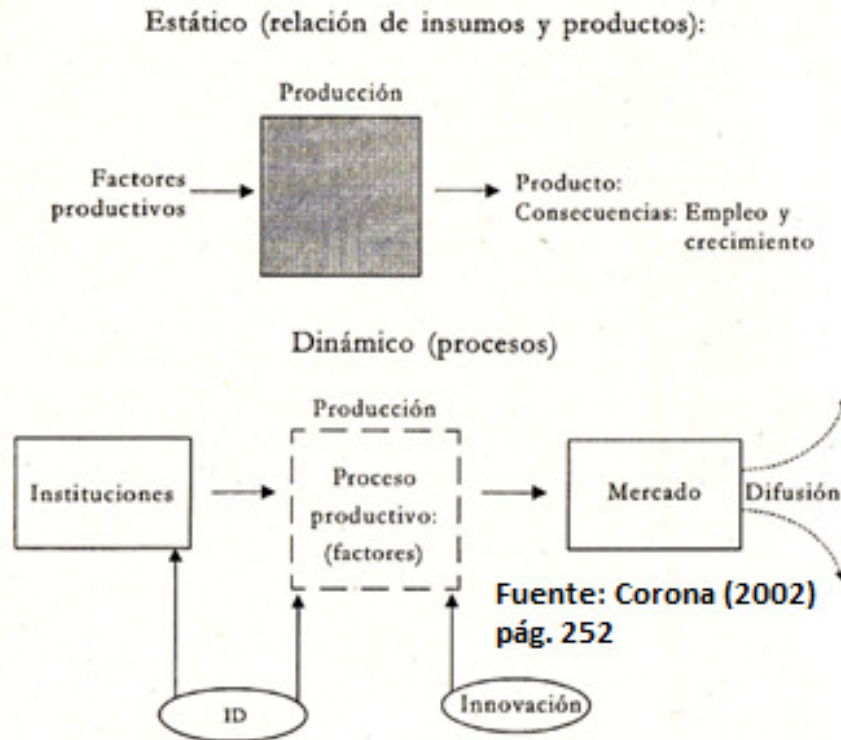 Estático (relación de insumos y productos):
Producción
Factores
productivos
Producto:
Consecuencias: Empleo y
crecimiento
Dinámico (procesos)
Producción
Instituciones
Proceso
productivo:
(factores)
Mercado
Difusión
Fuente: Corona (2002)
pág. 252
ID
Innovación